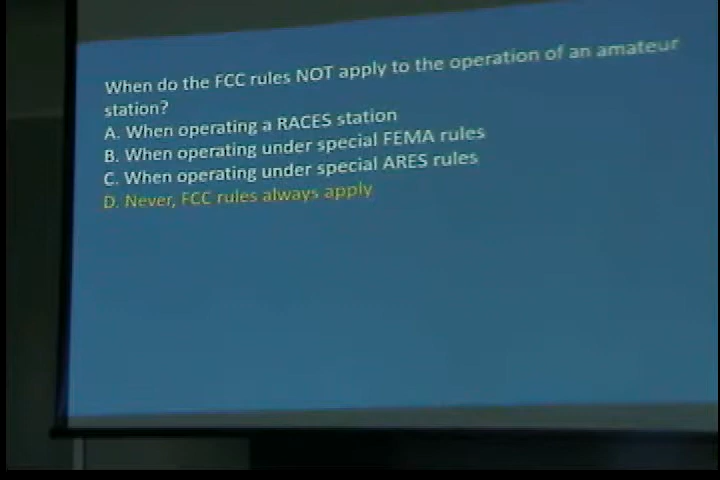 When do the FCC rules NOT apply to the operation of an amateur
station?
A. When operating a RACES station
B. When operating under special FEMA rules
C. When operating under special ARES rules
D. Never, FCC rules always apply